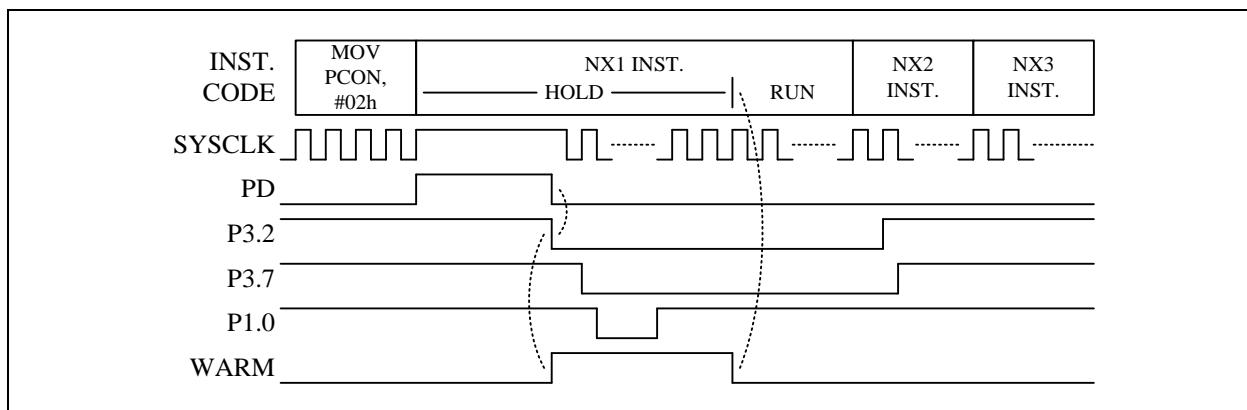 INST.
CODE
MOV
PCON,
#02h
NX1 INST.
HOLD
RUN
NX2
INST.
NX3
INST.
SYSCLK
PD
P3.2
P3.7
P1.0
WARM